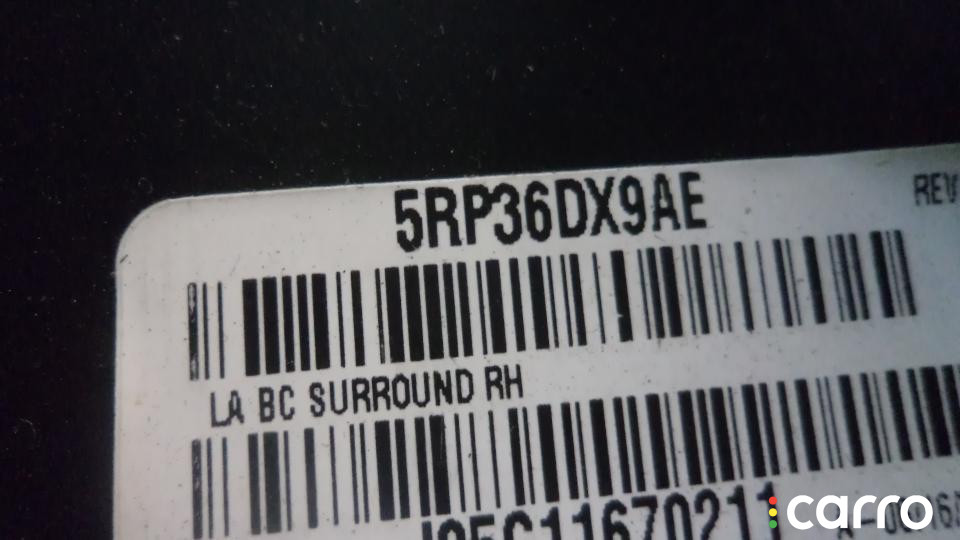 5RP36DX9AE
REV
LA BC SURROUND RH
carro